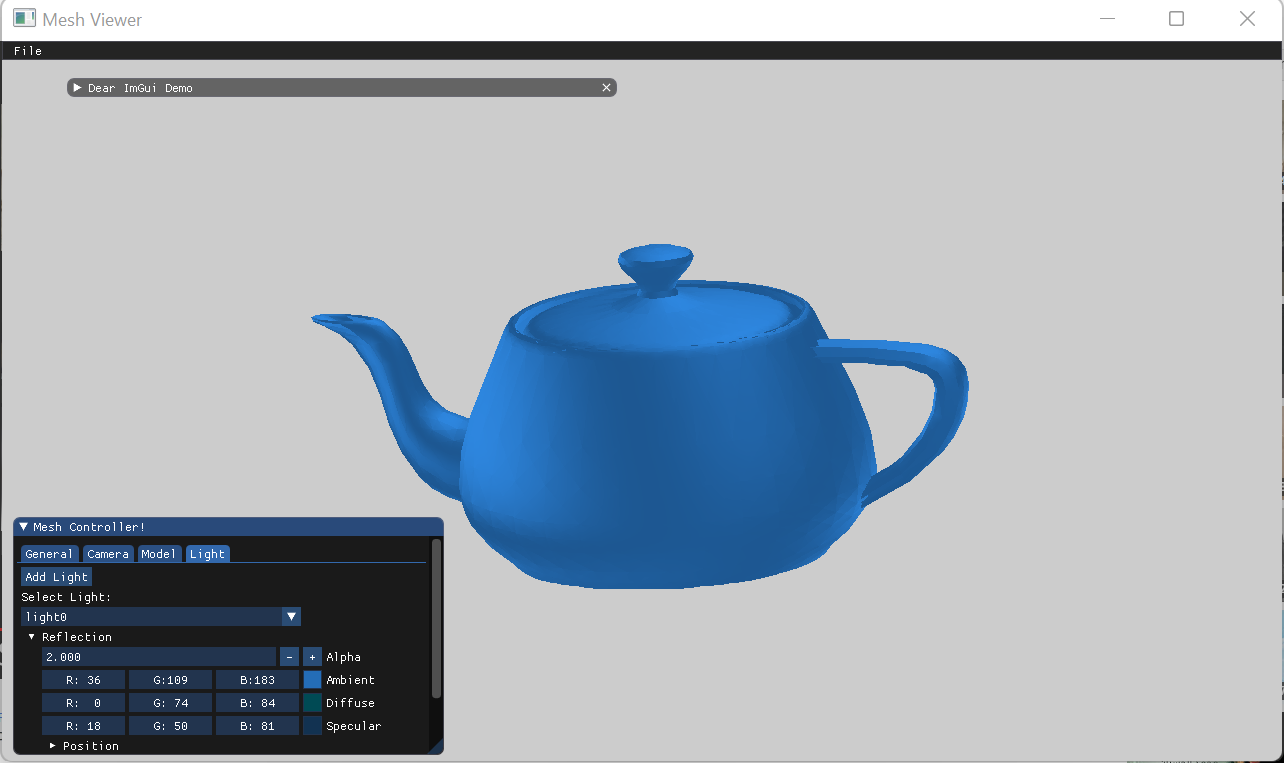 Mesh Viewer
File
Dear ImGui Demo
Mesh Controller!
General Camera Model Light
Add Light
Select Light:
light0
Reflection
2.000 - + Alpha
R: 36 G:109 B:183 Ambient
R: 0 G: 74 B: 84 Diffuse
R: 18 G: 50 B: 81 Specular
Position